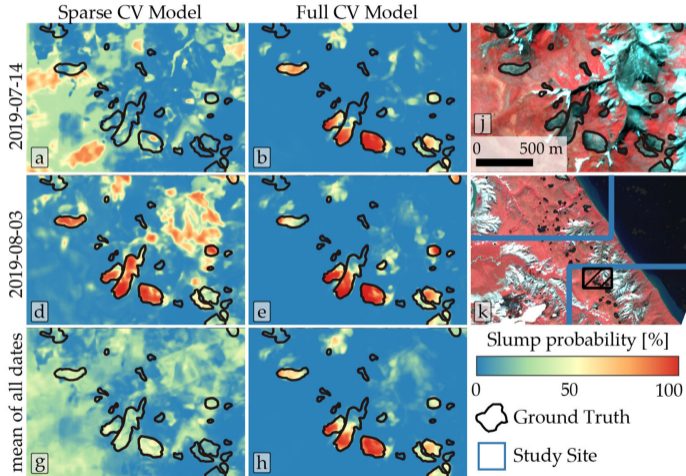 Sparse CV Model
Full CV Model
2019-07-14
a
b
j
0
500 m
2019-08-03
d
e
k
mean of all dates
g
h
Slump probability [%]
0
50
100
Ground Truth
Study Site